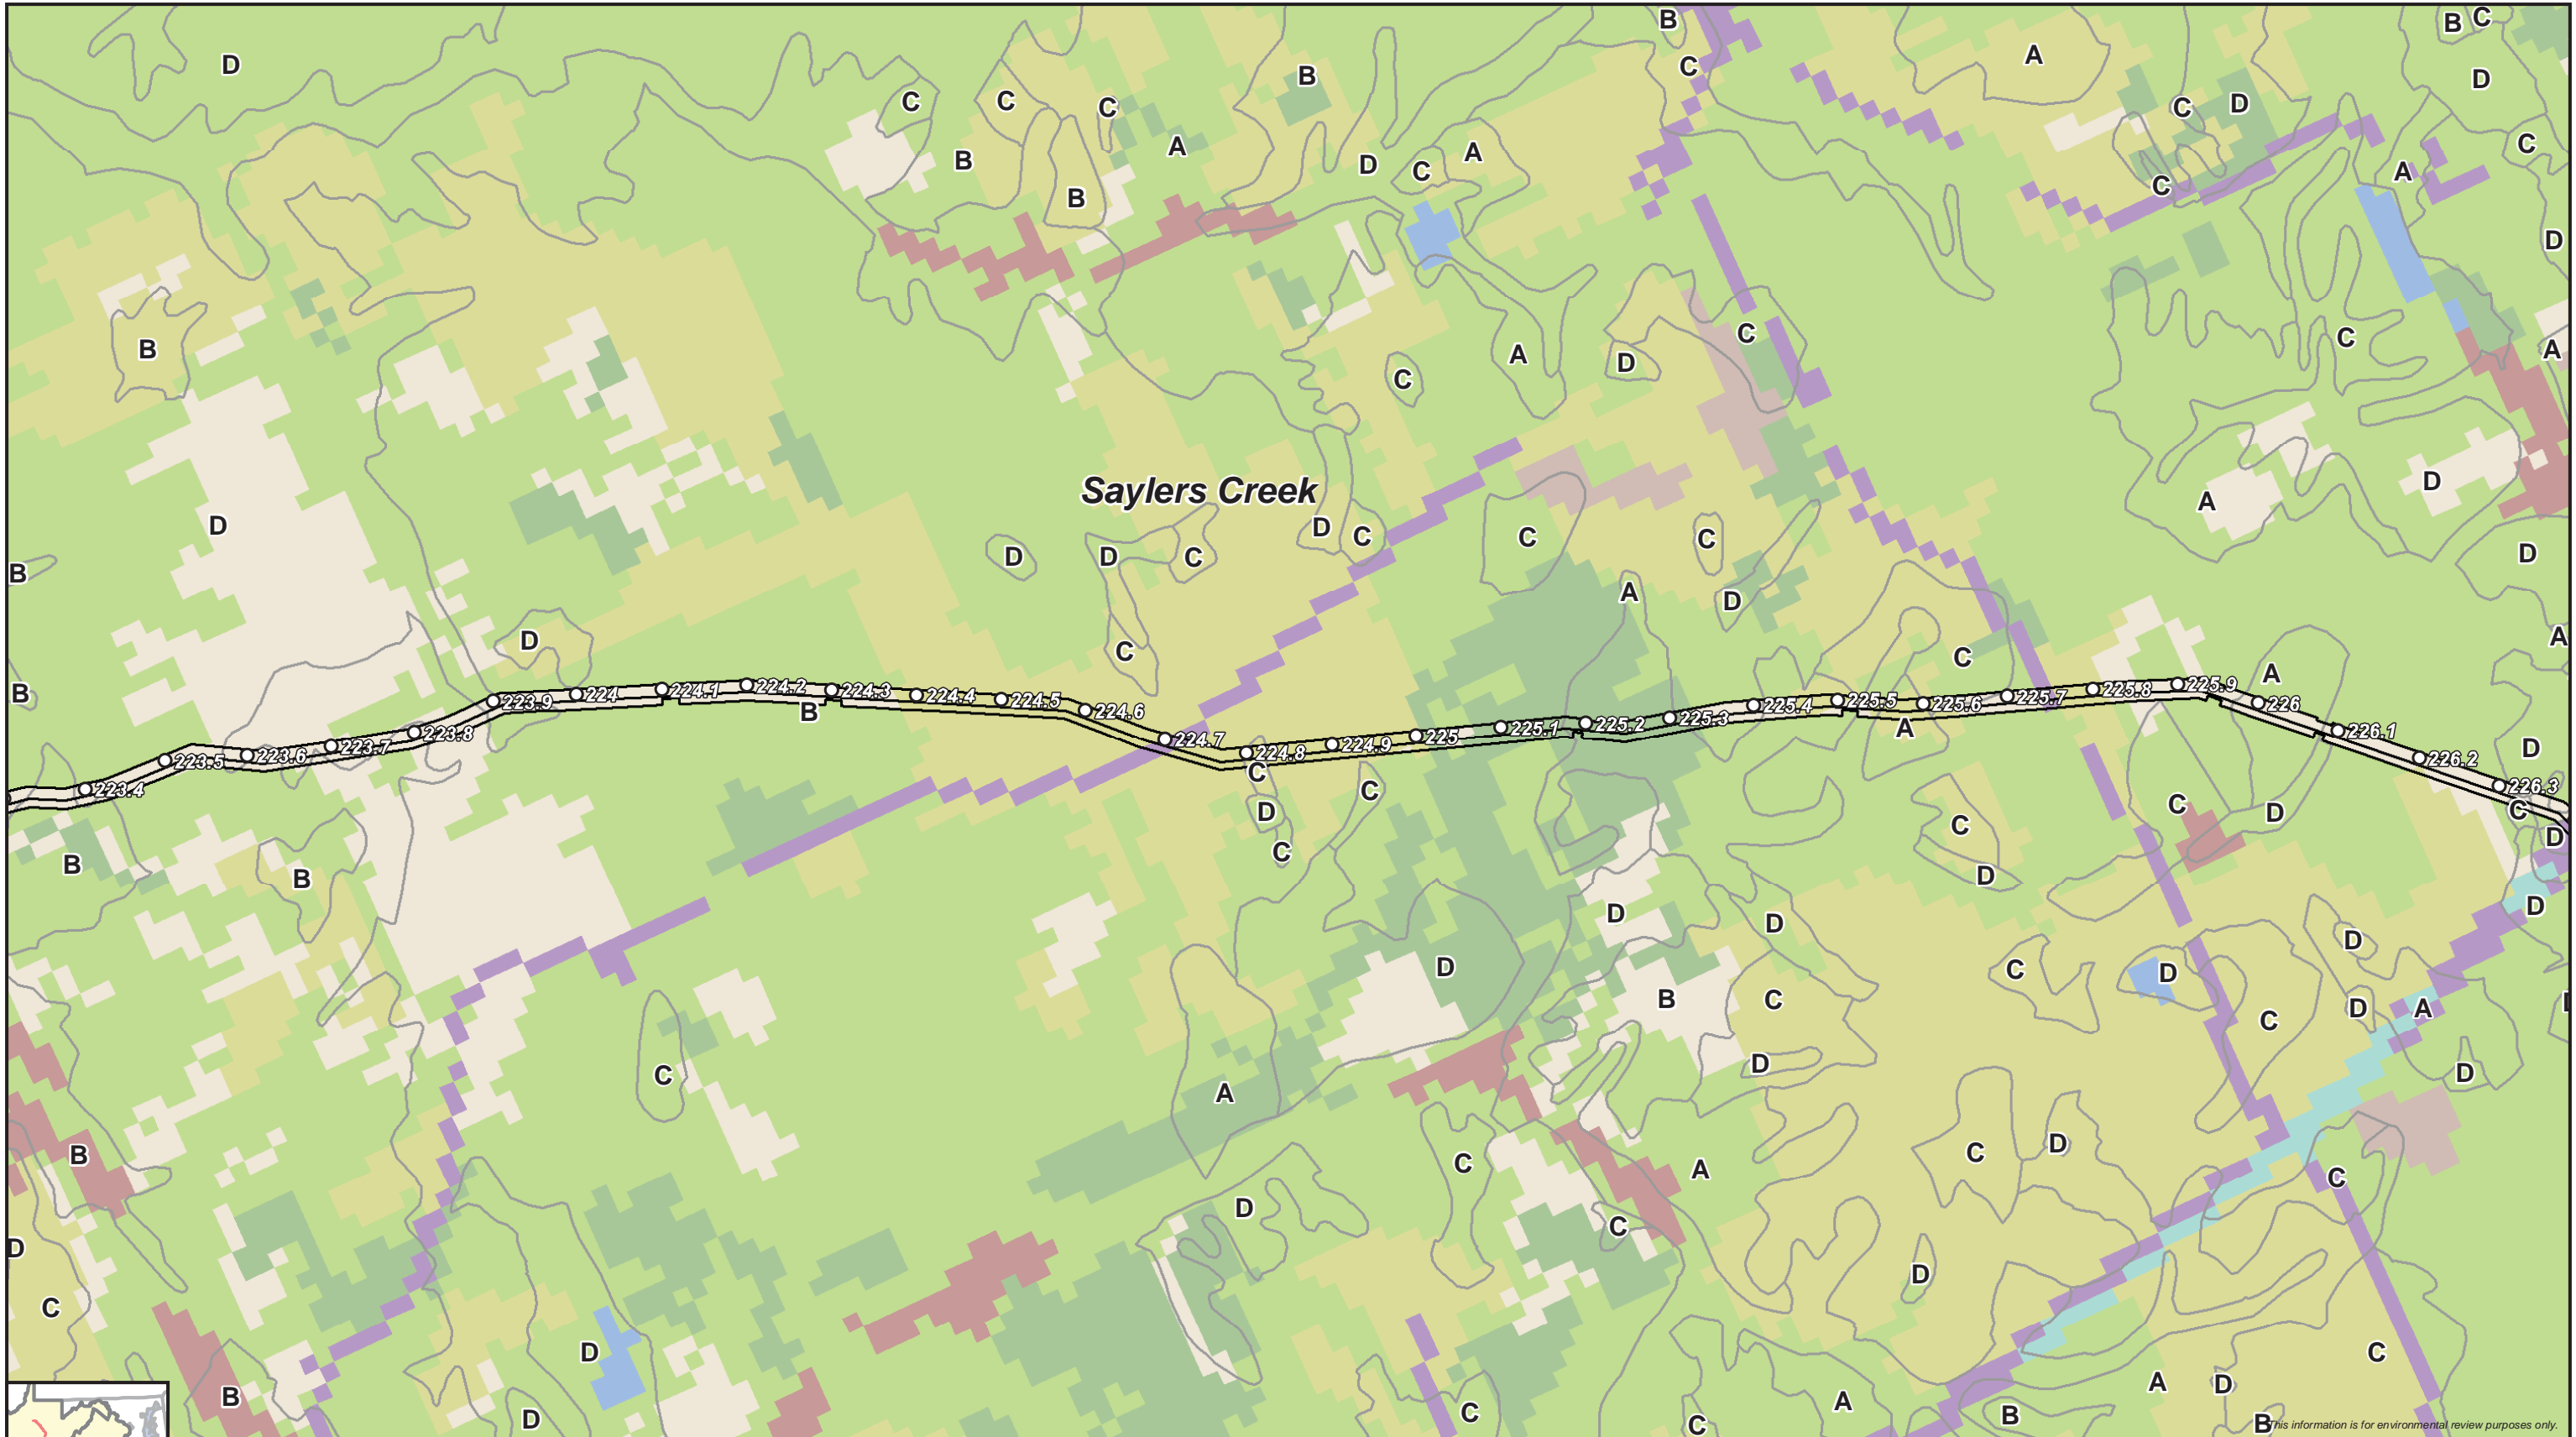 B C
B
D
A
C
B
D
C
C
C
C
D
C
A
A
D
C
B
A
C
C
B
D
D
C
B
A
C
A
D
C
C
Saylers Creek
D
A
D
D
C
C
C
D
D
D
C
B
A
D
D
A
C
C
B
A
223.4
223.5
223.6
223.7
223.8
223.9
224
224.1
224.2
224.3
224.4
224.5
224.6
224.7
224.8
224.9
225
225.1
225.2
225.3
225.4
225.5
225.6
225.7
225.8
225.9
226
226.1
226.2
226.3
B
A
D
C
C
C
D
D
C
C
D
B
C
D
B
D
D
D
D
D
D
C
B
C
D
A
C
D
D
C
A
B
C
D
C
A
C
D
C
D
D
C
D
C
B
D
A
A
D
C
C
B
B
This information is for environmental review purposes only.